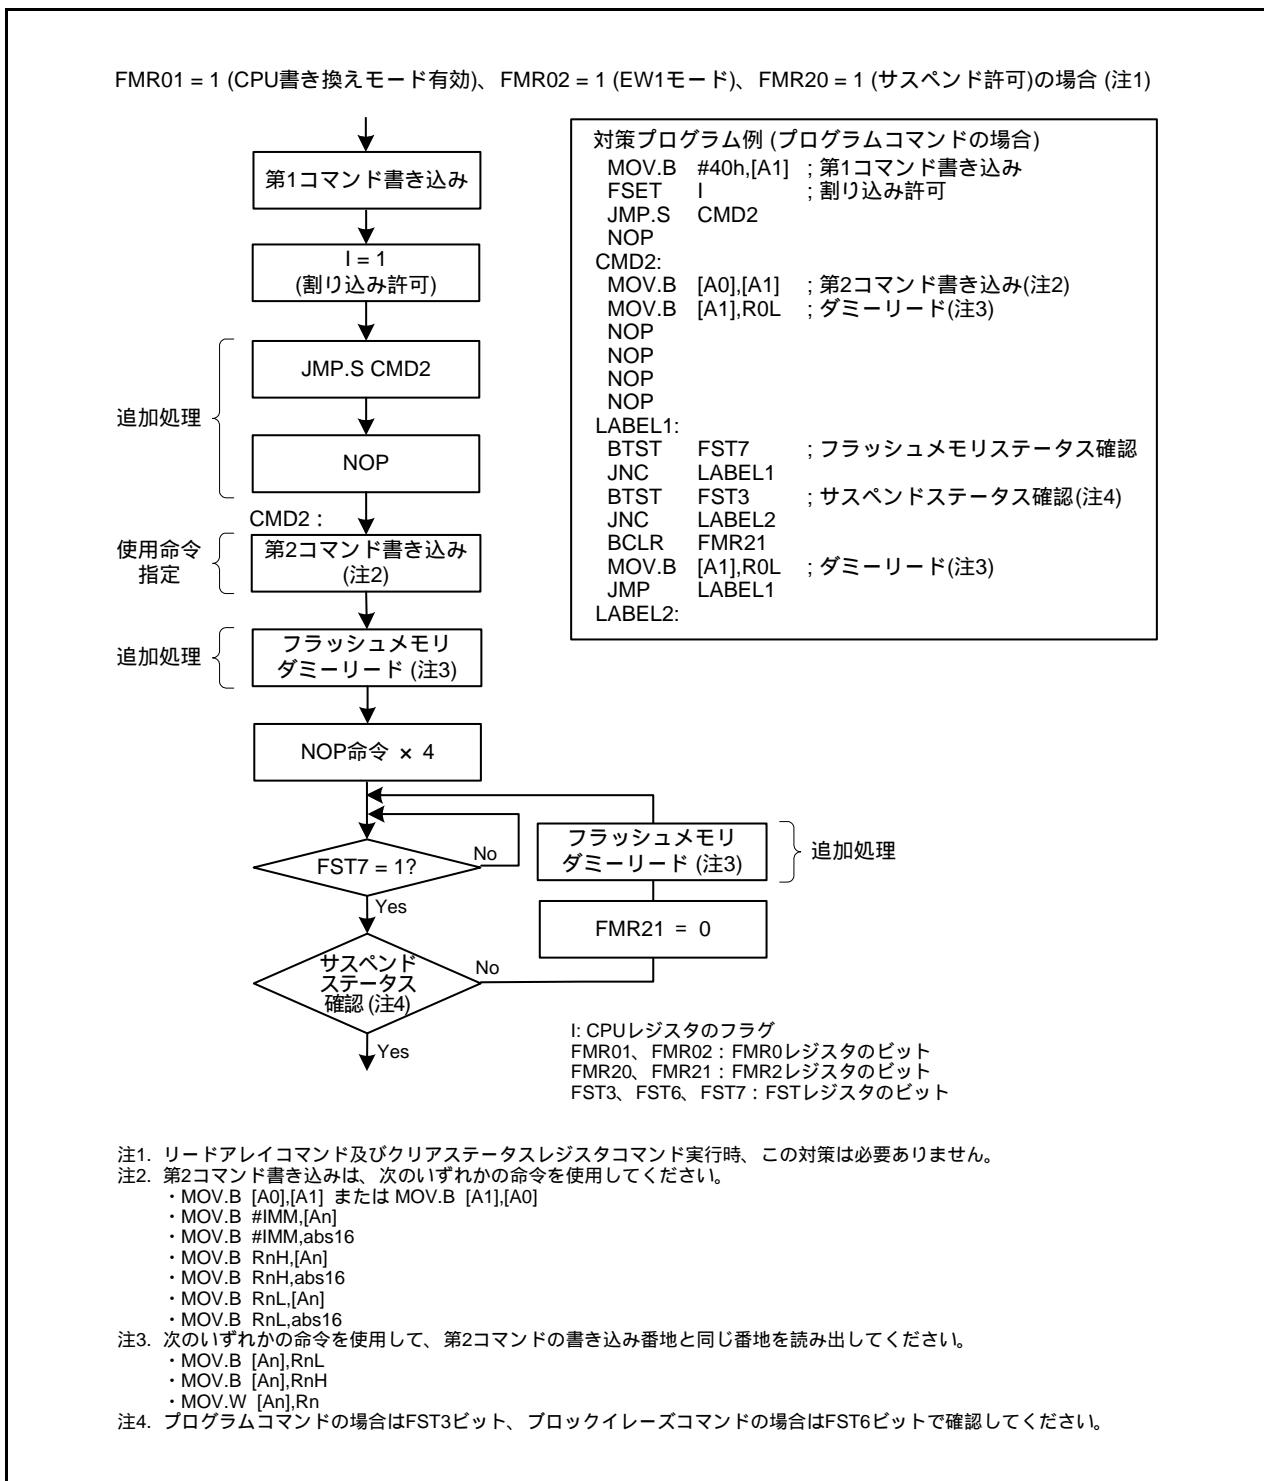 FMR01 = 1 (CPU書き換えモード有効)、FMR02 = 1 (EW1モード)、FMR20 = 1 (サスペンド許可)の場合 (注1)
第1コマンド書き込み
I = 1
(割り込み許可)
追加処理
JMP.S CMD2
NOP
CMD2 :
使用命令
指定
第2コマンド書き込み
(注2)
追加処理
フラッシュメモリ
ダミーリード (注3)
NOP命令 × 4
FST7 = 1?
No
Yes
サスペンド
ステータス
確認 (注4)
No
Yes
フラッシュメモリ
ダミーリード (注3)
追加処理
FMR21 = 0
対策プログラム例 (プログラムコマンドの場合)
MOV.B #40h,[A1] ; 第1コマンド書き込み
FSET I ; 割り込み許可
JMP.S CMD2
NOP
CMD2:
MOV.B [A0],[A1] ; 第2コマンド書き込み(注2)
MOV.B [A1],R0L ; ダミーリード(注3)
NOP
NOP
NOP
NOP
LABEL1:
BTST FST7 ; フラッシュメモリステータス確認
JNC LABEL1
BTST FST3 ; サスペンドステータス確認(注4)
JNC LABEL2
BCLR FMR21
MOV.B [A1],R0L ; ダミーリード(注3)
JMP LABEL1
LABEL2:
I: CPUレジスタのフラグ
FMR01、FMR02 : FMR0レジスタのビット
FMR20、FMR21 : FMR2レジスタのビット
FST3、FST6、FST7 : FSTレジスタのビット
注1. リードアレイコマンド及びクリアステータスレジスタコマンド実行時、この対策は必要ありません。
注2. 第2コマンド書き込みは、次のいずれかの命令を使用してください。
・MOV.B [A0],[A1] または MOV.B [A1],[A0]
・MOV.B #IMM,[An]
・MOV.B #IMM,abs16
・MOV.B RnH,[An]
・MOV.B RnH,abs16
・MOV.B RnL,[An]
・MOV.B RnL,abs16
注3. 次のいずれかの命令を使用して、第2コマンドの書き込み番地と同じ番地を読み出してください。
・MOV.B [An],RnL
・MOV.B [An],RnH
・MOV.W [An],Rn
注4. プログラムコマンドの場合はFST3ビット、ブロックイレーズコマンドの場合はFST6ビットで確認してください。